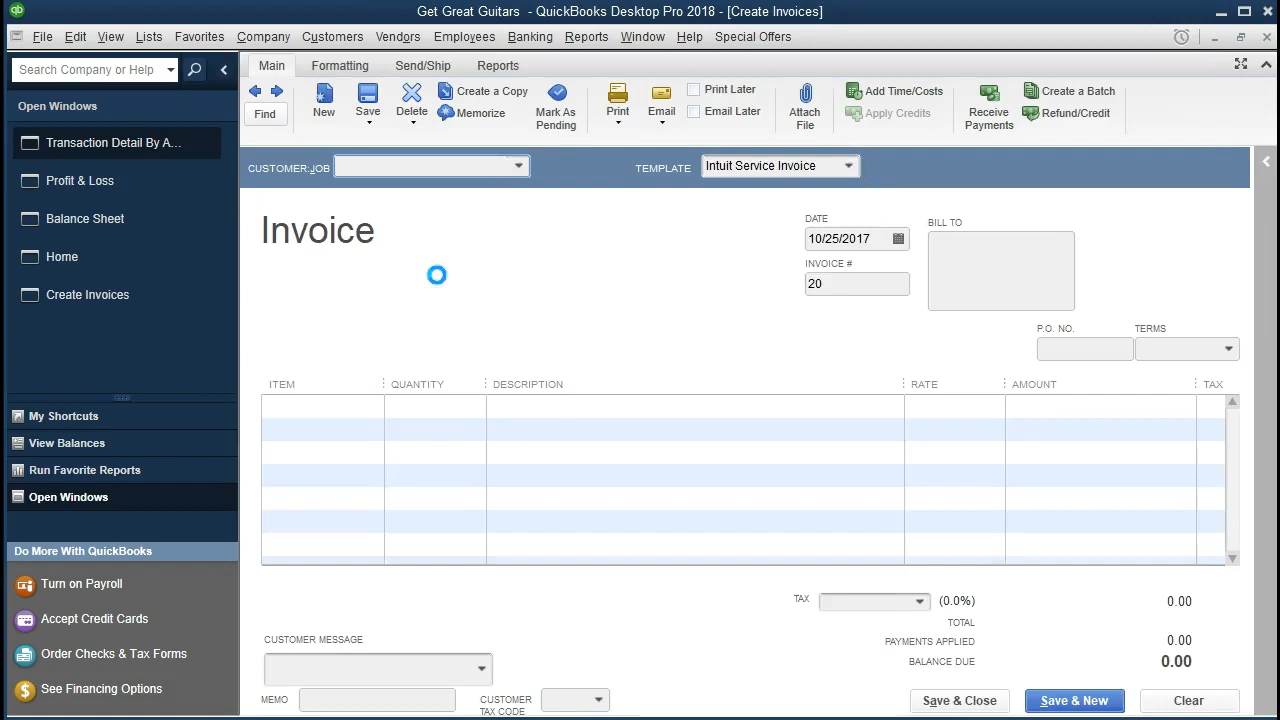 Get Great Guitars - QuickBooks Desktop Pro 2018 - [Create Invoices]
File Edit View Lists Favorites Company Customers Vendors Employees Banking Reports Window Help Special Offers
Search Company or Help
Open Windows
Transaction Detail By A...
Profit & Loss
Balance Sheet
Home
Create Invoices
My Shortcuts
View Balances
Run Favorite Reports
Open Windows
Do More With QuickBooks
Turn on Payroll
Accept Credit Cards
Order Checks & Tax Forms
See Financing Options
Main Formatting Send/Ship Reports
Find
New
Save
Delete
Create a Copy
Memorize
Mark As
Pending
Print
Email
Print Later
Email Later
Attach
File
Add Time/Costs
Apply Credits
Receive
Payments
Create a Batch
Refund/Credit
CUSTOMER:JOB
TEMPLATE Intuit Service Invoice
Invoice
DATE
10/25/2017
INVOICE #
20
BILL TO
P.O. NO. TERMS
ITEM QUANTITY DESCRIPTION RATE AMOUNT TAX
TAX (0.0%) 0.00
TOTAL
PAYMENTS APPLIED 0.00
BALANCE DUE 0.00
CUSTOMER MESSAGE
MEMO
CUSTOMER
TAX CODE
Save & Close Save & New Clear